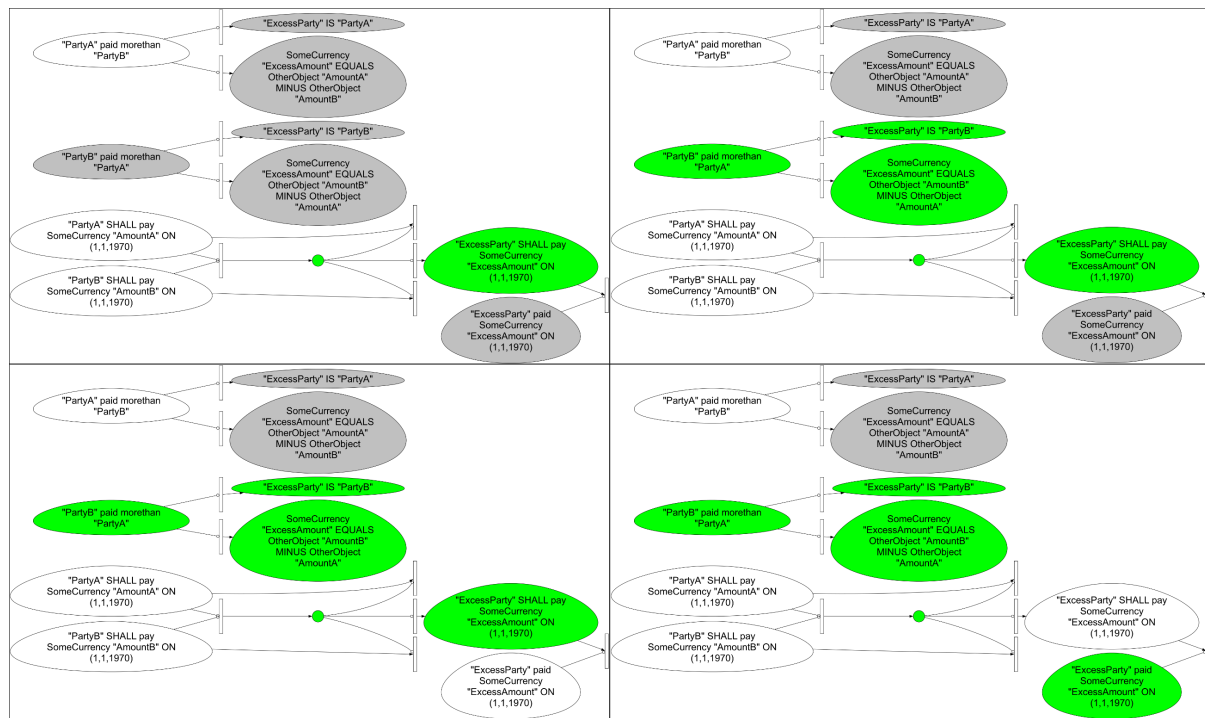 "ExcessParty" IS "PartyA"
"PartyA" paid morethan
"PartyB"
SomeCurrency
"ExcessAmount" EQUALS
OtherObject "AmountA"
MINUS OtherObject
"AmountB"
"ExcessParty" IS "PartyB"
"PartyB" paid morethan
"PartyA"
SomeCurrency
"ExcessAmount" EQUALS
OtherObject "AmountB"
MINUS OtherObject
"AmountA"
"PartyA" SHALL pay
SomeCurrency "AmountA" ON
(1,1,1970)
"ExcessParty" SHALL pay
SomeCurrency
"ExcessAmount" ON
(1,1,1970)
"PartyB" SHALL pay
SomeCurrency "AmountB" ON
(1,1,1970)
"ExcessParty" paid
SomeCurrency
"ExcessAmount" ON
(1,1,1970)
"ExcessParty" IS "PartyA"
"PartyA" paid morethan
"PartyB"
SomeCurrency
"ExcessAmount" EQUALS
OtherObject "AmountA"
MINUS OtherObject
"AmountB"
"ExcessParty" IS "PartyB"
"PartyB" paid morethan
"PartyA"
SomeCurrency
"ExcessAmount" EQUALS
OtherObject "AmountB"
MINUS OtherObject
"AmountA"
"PartyA" SHALL pay
SomeCurrency "AmountA" ON
(1,1,1970)
"ExcessParty" SHALL pay
SomeCurrency
"ExcessAmount" ON
(1,1,1970)
"PartyB" SHALL pay
SomeCurrency "AmountB" ON
(1,1,1970)
"ExcessParty" paid
SomeCurrency
"ExcessAmount" ON
(1,1,1970)
"ExcessParty" IS "PartyA"
"PartyA" paid morethan
"PartyB"
SomeCurrency
"ExcessAmount" EQUALS
OtherObject "AmountA"
MINUS OtherObject
"AmountB"
"ExcessParty" IS "PartyB"
"PartyB" paid morethan
"PartyA"
SomeCurrency
"ExcessAmount" EQUALS
OtherObject "AmountB"
MINUS OtherObject
"AmountA"
"PartyA" SHALL pay
SomeCurrency "AmountA" ON
(1,1,1970)
"ExcessParty" SHALL pay
SomeCurrency
"ExcessAmount" ON
(1,1,1970)
"PartyB" SHALL pay
SomeCurrency "AmountB" ON
(1,1,1970)
"ExcessParty" paid
SomeCurrency
"ExcessAmount" ON
(1,1,1970)
"ExcessParty" IS "PartyA"
"PartyA" paid morethan
"PartyB"
SomeCurrency
"ExcessAmount" EQUALS
OtherObject "AmountA"
MINUS OtherObject
"AmountB"
"ExcessParty" IS "PartyB"
"PartyB" paid morethan
"PartyA"
SomeCurrency
"ExcessAmount" EQUALS
OtherObject "AmountB"
MINUS OtherObject
"AmountA"
"PartyA" SHALL pay
SomeCurrency "AmountA" ON
(1,1,1970)
"ExcessParty" SHALL pay
SomeCurrency
"ExcessAmount" ON
(1,1,1970)
"PartyB" SHALL pay
SomeCurrency "AmountB" ON
(1,1,1970)
"ExcessParty" paid
SomeCurrency
"ExcessAmount" ON
(1,1,1970)